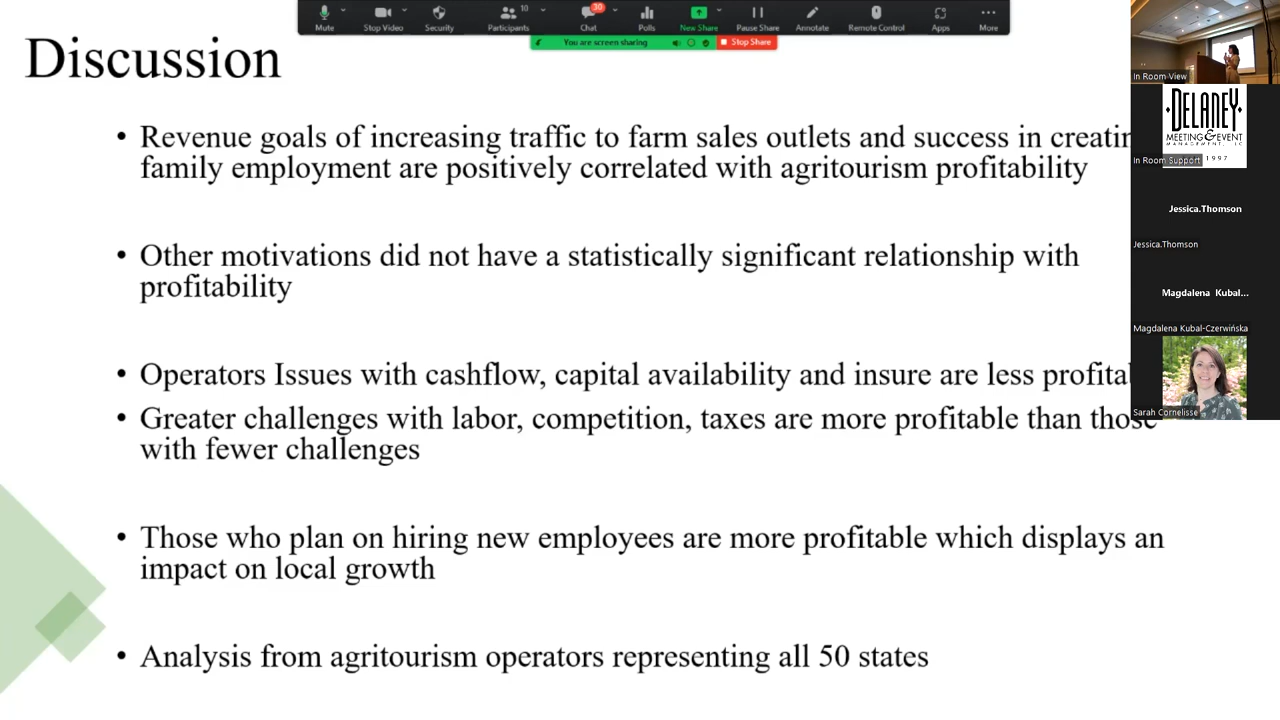 Mute
Stop Video
Security
Participants
10
Chat
30
Polls
New Share
Pause Share
Annotate
Remote Control
Apps
More
You are screen sharing
Stop Share
Discussion
• Revenue goals of increasing traffic to farm sales outlets and success in creatin
family employment are positively correlated with agritourism profitability
• Other motivations did not have a statistically significant relationship with
profitability
• Operators Issues with cashflow, capital availability and insure are less profital
• Greater challenges with labor, competition, taxes are more profitable than those
with fewer challenges
• Those who plan on hiring new employees are more profitable which displays an
impact on local growth
• Analysis from agritourism operators representing all 50 states
In Room View
DELANEY
MEETING & EVENT
MANAGEMENT, LLC
1997
In Room Support
Jessica.Thomson
Jessica.Thomson
Magdalena Kubal...
Magdalena Kubal-Czerwińska
Sarah Cornelisse